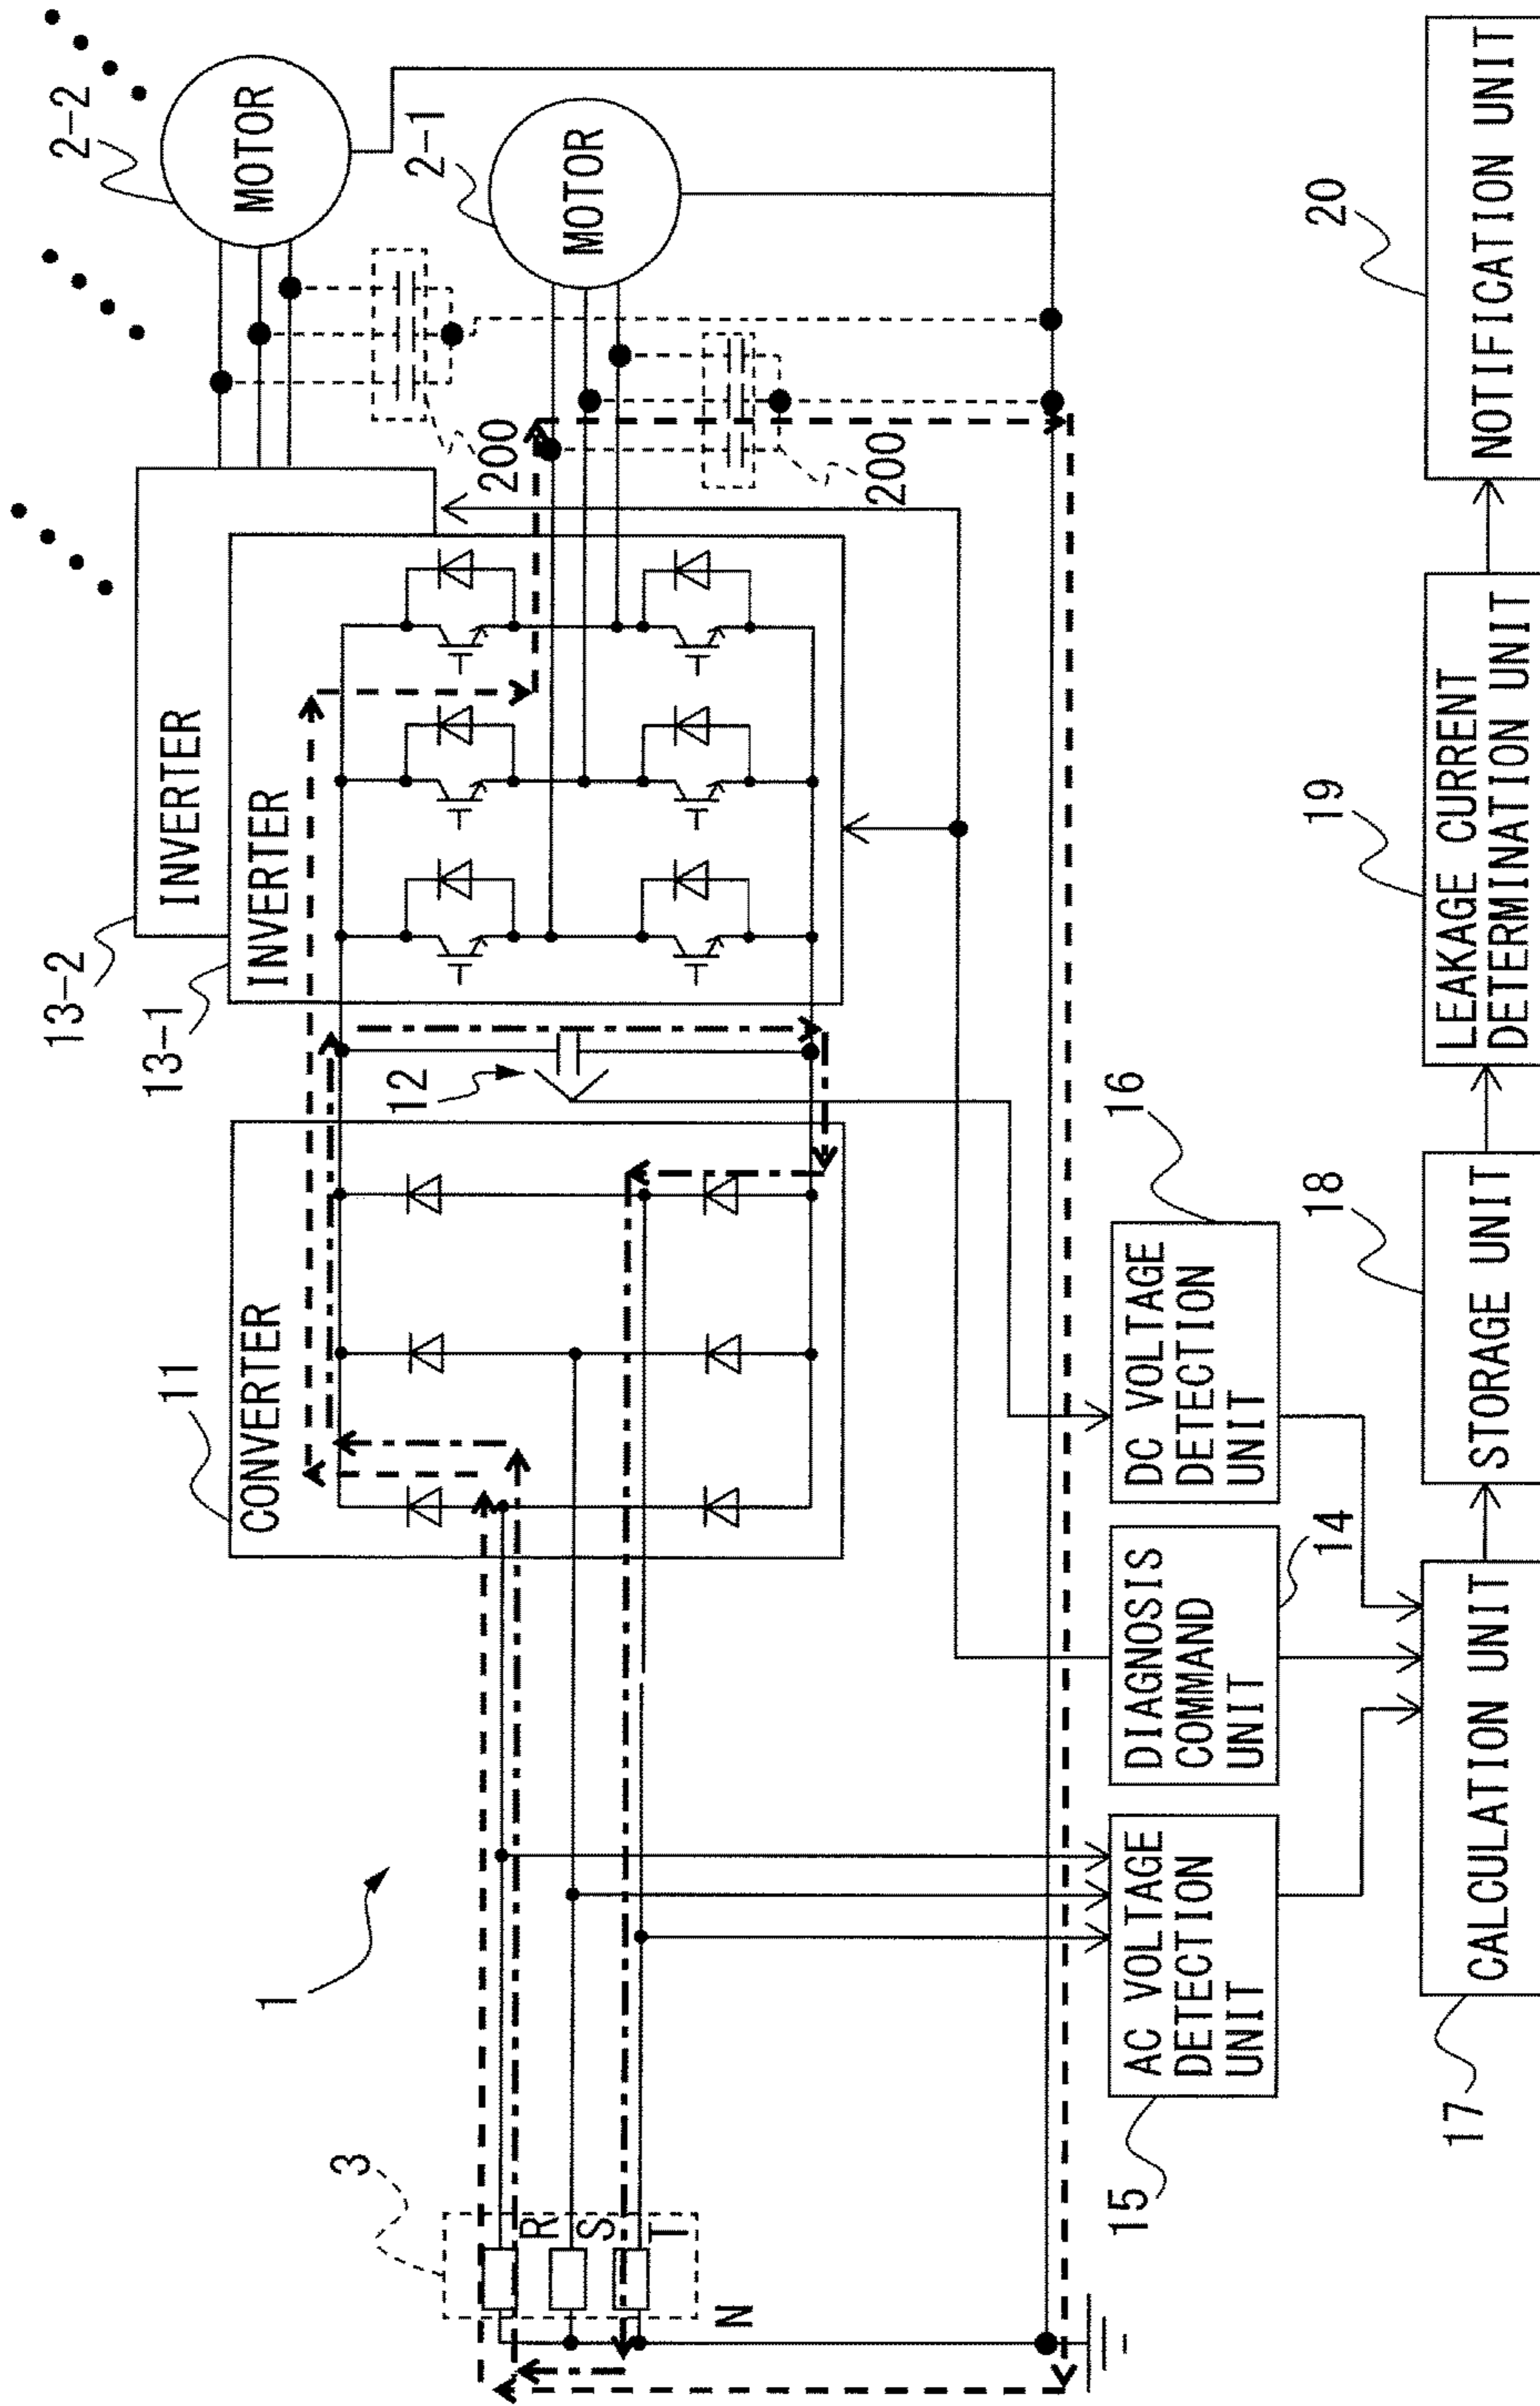 1
3
R
S
T
N
11
CONVERTER
12
13-2
INVERTER
13-1
INVERTER
2-2
MOTOR
2-1
MOTOR
200
200
15
AC VOLTAGE
DETECTION
UNIT
14
DIAGNOSIS
COMMAND
UNIT
16
DC VOLTAGE
DETECTION
UNIT
17
CALCULATION UNIT
18
STORAGE UNIT
19
LEAKAGE CURRENT
DETERMINATION UNIT
20
NOTIFICATION UNIT